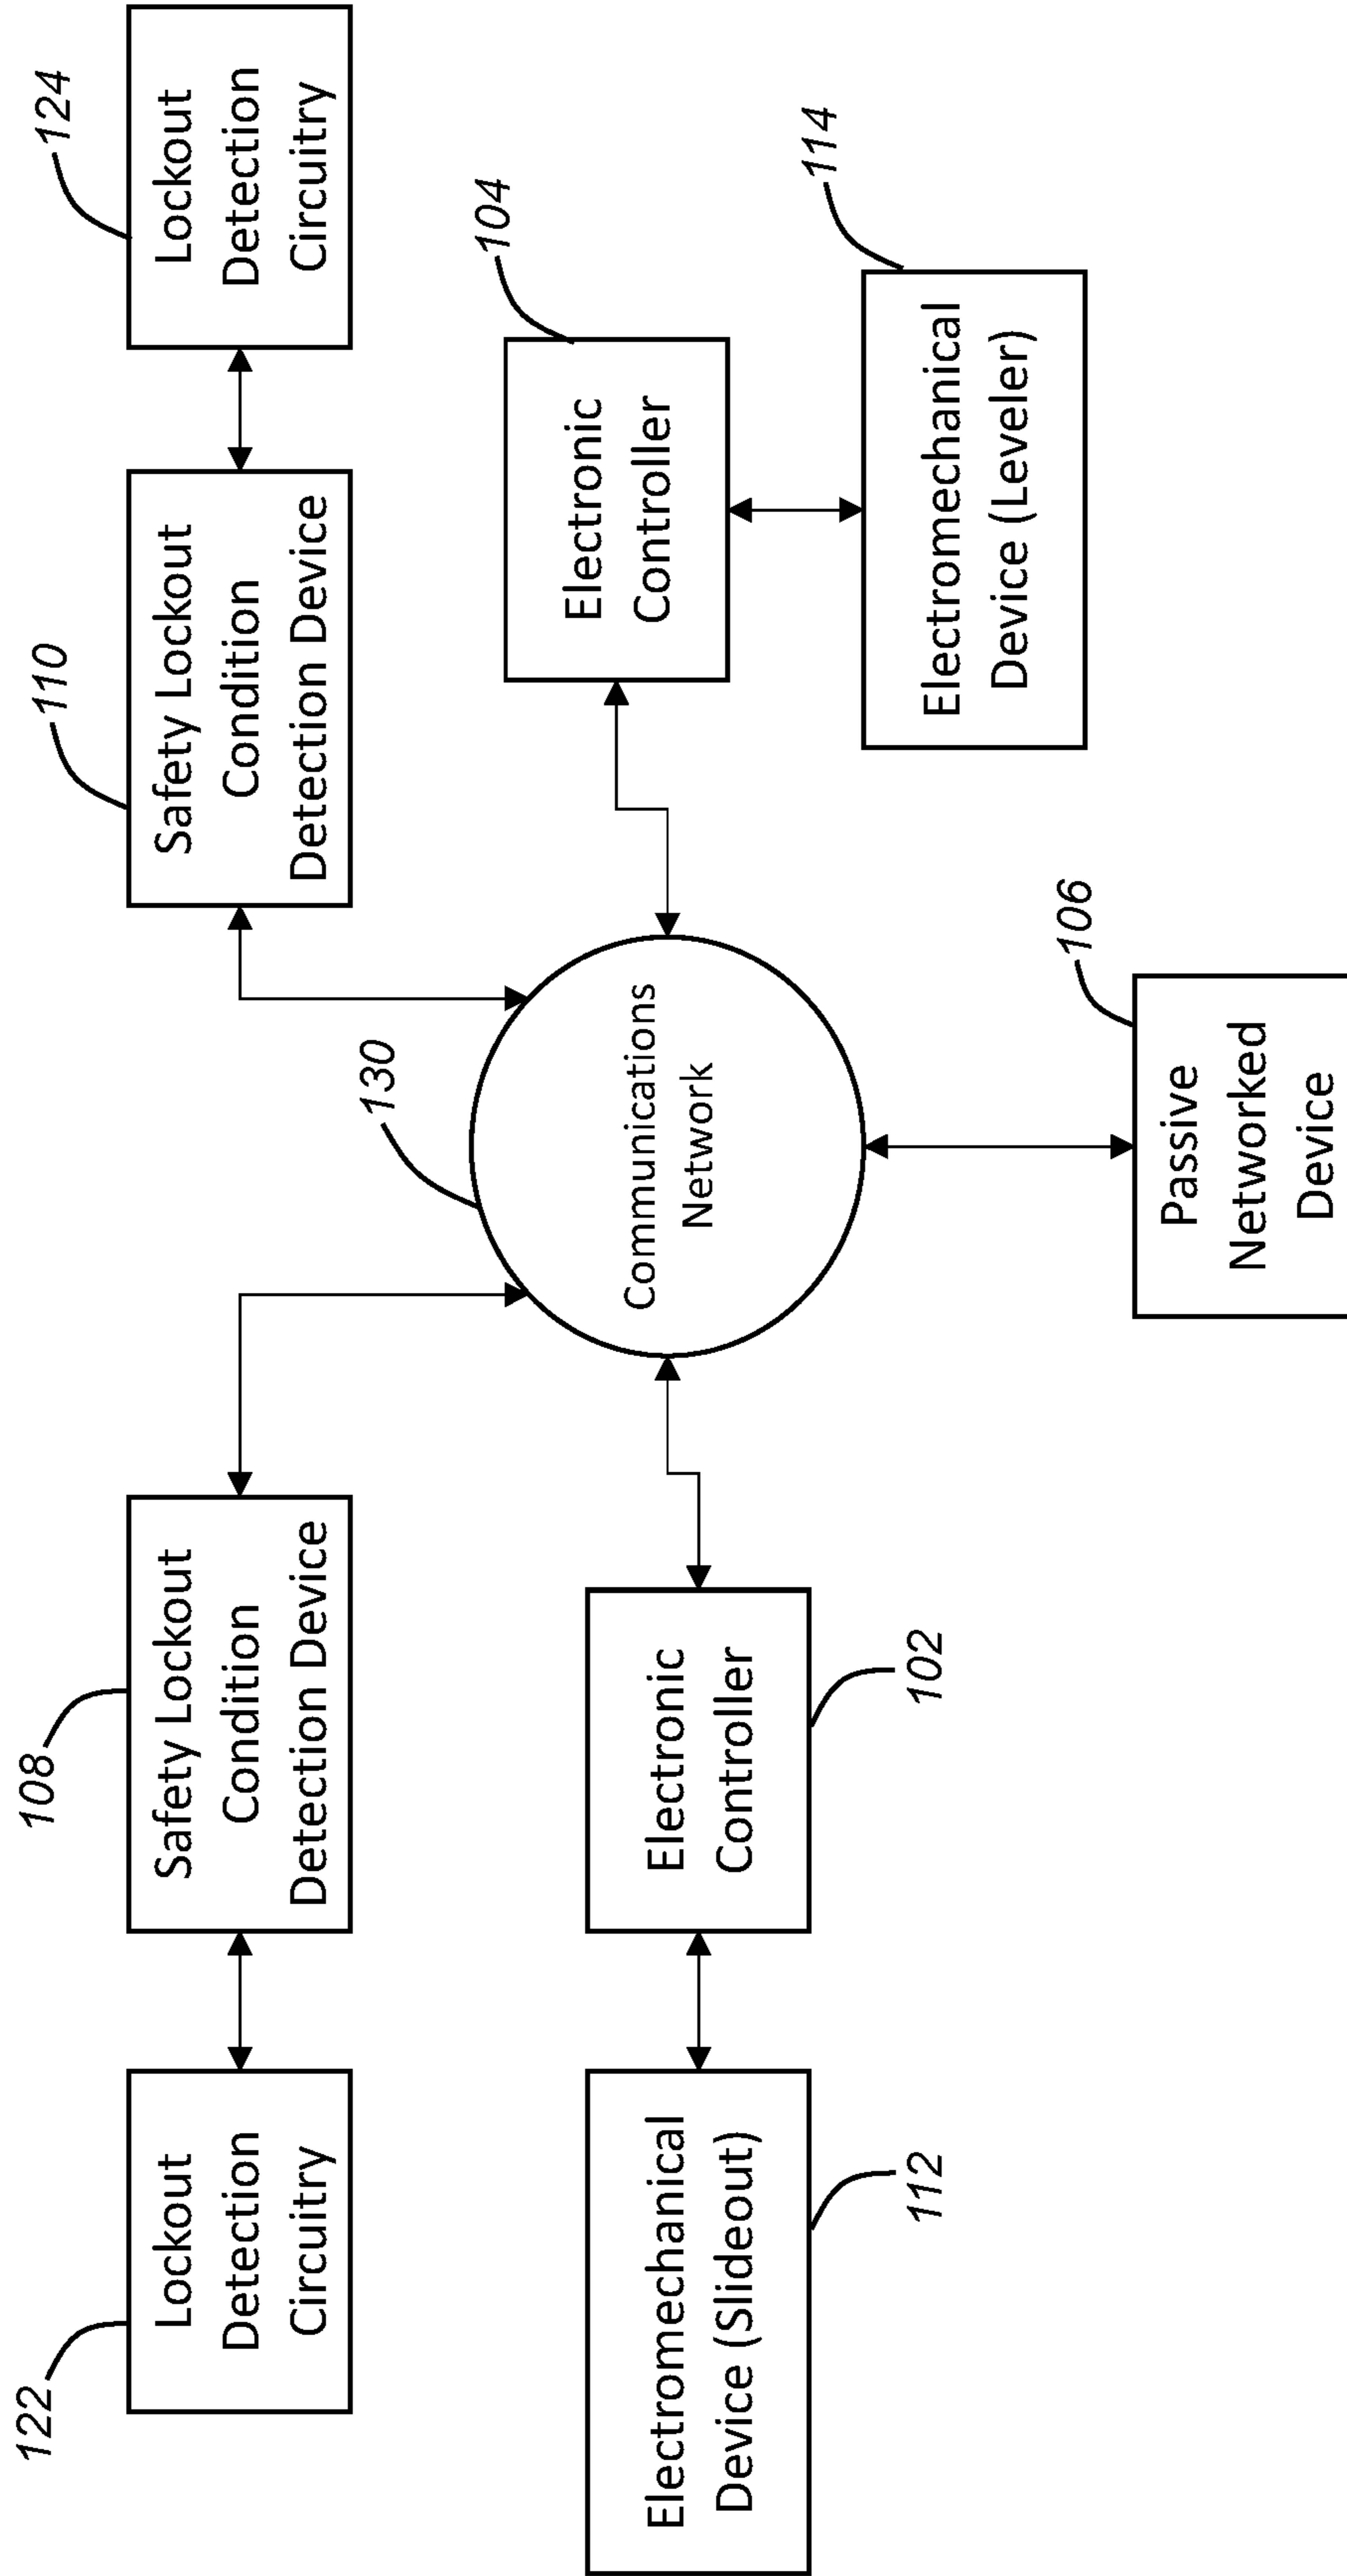 122
Lockout
Detection
Circuitry
108
Safety Lockout
Condition
Detection Device
110
Safety Lockout
Condition
Detection Device
124
Lockout
Detection
Circuitry
130
Communications
Network
Electromechanical
Device (Slideout)
112
Electronic
Controller
102
104
Electronic
Controller
114
Electromechanical
Device (Leveler)
106
Passive
Networked
Device